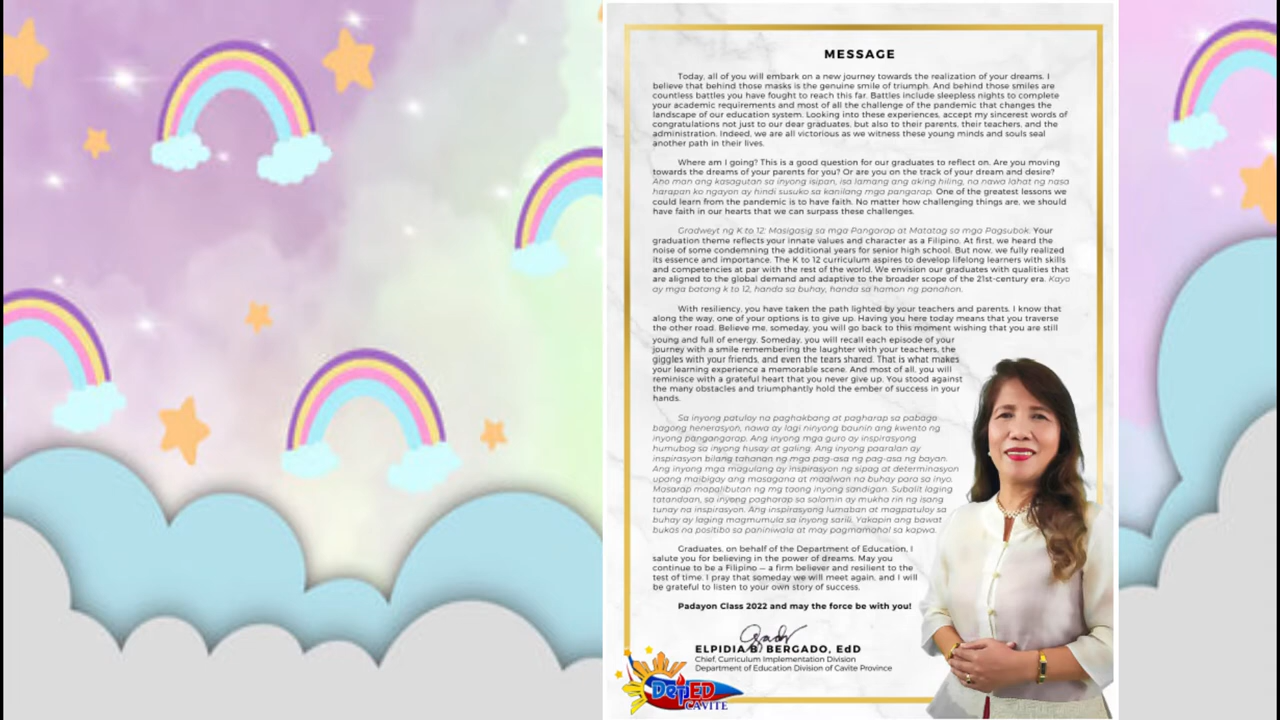 MESSAGE
Today, all of you will embark on a new journey towards the realization of your dreams. I
believe that behind those masks is the genuine smile of triumph. And behind those smiles are
countless battles you have fought to reach this far. Battles include sleepless nights to complete
your academic requirements and most of all the challenge of the pandemic that changes the
landscape of our education system. Looking into these experiences, accept my sincerest words of
congratulations not just to our dear graduates, but also to their parents, their teachers, and the
administration. Indeed, we are all victorious as we witness these young minds and souls seal
another path in their lives.
Where am I going? This is a good question for our graduates to reflect on. Are you moving
towards the dreams of your parents for you? Or are you on the track of your dream and desire?
Ano man ang kasagutan sa inyong isipan, isa lamang ang aking hiling, na nawa lahat ng nasa
harapan ko ngayon ay hindi susuko sa kanilang mga pangarap. One of the greatest lessons we
could learn from the pandemic is to have faith. No matter how challenging things are, we should
have faith in our hearts that we can surpass these challenges.
Gradweyt ng K to 12: Masigasig sa mga Pangarap at Matatag sa mga Pagsubok. Your
graduation theme reflects your innate values and character as a Filipino. At first, we heard the
noise of some condemning the additional years for senior high school. But now, we fully realized
its essence and importance. The K to 12 curriculum aspires to develop lifelong learners with skills
and competencies at par with the rest of the world. We envision our graduates with qualities that
are aligned to the global demand and adaptive to the broader scope of the 21st-century era. Kayo
ay mga batang k to 12, handa sa buhay, handa sa hamon ng panahon.
With resiliency, you have taken the path lighted by your teachers and parents. I know that
along the way, one of your options is to give up. Having you here today means that you traverse
the other road. Believe me, someday, you will go back to this moment wishing that you are still
young and full of energy. Someday, you will recall each episode of your
journey with a smile remembering the laughter with your teachers, the
giggles with your friends, and even the tears shared. That is what makes
your learning experience a memorable scene. And most of all, you will
reminisce with a grateful heart that you never give up. You stood against
the many obstacles and triumphantly hold the ember of success in your
hands.
Sa inyong patuloy na paghakbang at pagharap sa pabago
bagong henerasyon, nawa ay lagi ninyong baunin ang kwento ng
inyong pangangarap. Ang inyong mga guro ay inspirasyong
humubog sa inyong husay at galing. Ang inyong paaralan ay
inspirasyon bilang tahanan ng mga pag-asa ng pag-asa ng bayan.
Ang inyong mga magulang ay inspirasyon ng sipag at determinasyon
upang maibigay ang masagana at maalwan na buhay para sa inyo.
Masarap mapalibutan ng mg taong inyong sandigan. Subalit laging
tatandaan, sa inyong pagharap sa salamin ay mukha rin ng isang
tunay na inspirasyon. Ang inspirasyong lumaban at magpatuloy sa
buhay ay laging magmumula sa inyong sarili. Yakapin ang bawat
bukas na positibo sa paniniwala at may pagmamahal sa kapwa.
Graduates, on behalf of the Department of Education, I
salute you for believing in the power of dreams. May you
continue to be a Filipino — a firm believer and resilient to the
test of time. I pray that someday we will meet again, and I will
be grateful to listen to your own story of success.
Padayon Class 2022 and may the force be with you!
ELPIDIA B. BERGADO, EdD
Chief, Curriculum Implementation Division
Department of Education Division of Cavite Province
DepED
CAVITE